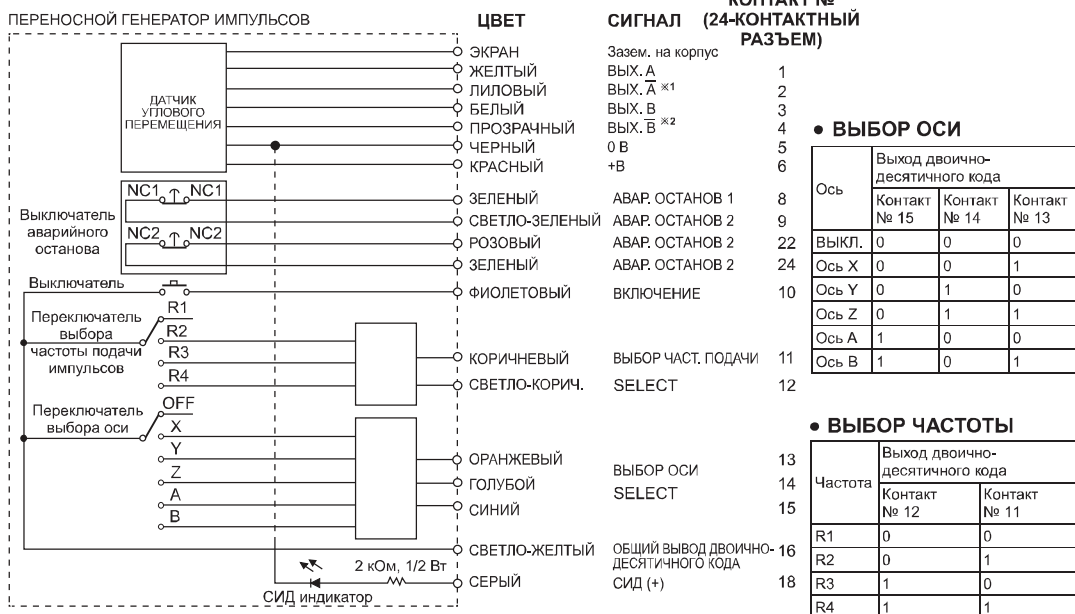 КОНТАКТ №
ПЕРЕНОСНОЙ ГЕНЕРАТОР ИМПУЛЬСОВ ЦВЕТ СИГНАЛ (24-КОНТАКТНЫЙ
РАЗЪЕМ)
ЭКРАН Зазем. на корпус
ЖЕЛТЫЙ ВЫХ. A 1
ЛИЛОВЫЙ ВЫХ. A̅ ※1 2
БЕЛЫЙ ВЫХ. B 3
ПРОЗРАЧНЫЙ ВЫХ. B̅ ※2 4
ЧЕРНЫЙ 0 В 5
КРАСНЫЙ +В 6
ДАТЧИК
УГЛОВОГО
ПЕРЕМЕЩЕНИЯ
NC1 NC1 ЗЕЛЕНЫЙ АВАР. ОСТАНОВ 1 8
СВЕТЛО-ЗЕЛЕНЫЙ АВАР. ОСТАНОВ 2 9
NC2 NC2 РОЗОВЫЙ АВАР. ОСТАНОВ 2 22
ЗЕЛЕНЫЙ АВАР. ОСТАНОВ 2 24
Выключатель
аварийного
останова
Выключатель ФИОЛЕТОВЫЙ ВКЛЮЧЕНИЕ 10
Переключатель
выбора
частоты подачи
импульсов
R1
R2
R3
R4
КОРИЧНЕВЫЙ ВЫБОР ЧАСТ. ПОДАЧИ 11
СВЕТЛО-КОРИЧ. SELECT 12
Переключатель
выбора оси
OFF
X
Y
Z
A
B
ОРАНЖЕВЫЙ 13
ВЫБОР ОСИ
ГОЛУБОЙ 14
SELECT
СИНИЙ 15
СВЕТЛО-ЖЕЛТЫЙ ОБЩИЙ ВЫВОД ДВОИЧНО- 16
ДЕСЯТИЧНОГО КОДА
2 кОм, 1/2 Вт СЕРЫЙ СИД (+) 18
СИД индикатор
● ВЫБОР ОСИ
Ось Выход двоично-
десятичного кода
Контакт Контакт Контакт
№ 15 № 14 № 13
ВЫКЛ. 0 0 0
Ось X 0 0 1
Ось Y 0 1 0
Ось Z 0 1 1
Ось A 1 0 0
Ось B 1 0 1
● ВЫБОР ЧАСТОТЫ
Частота Выход двоично-
десятичного кода
Контакт Контакт
№ 12 № 11
R1 0 0
R2 0 1
R3 1 0
R4 1 1